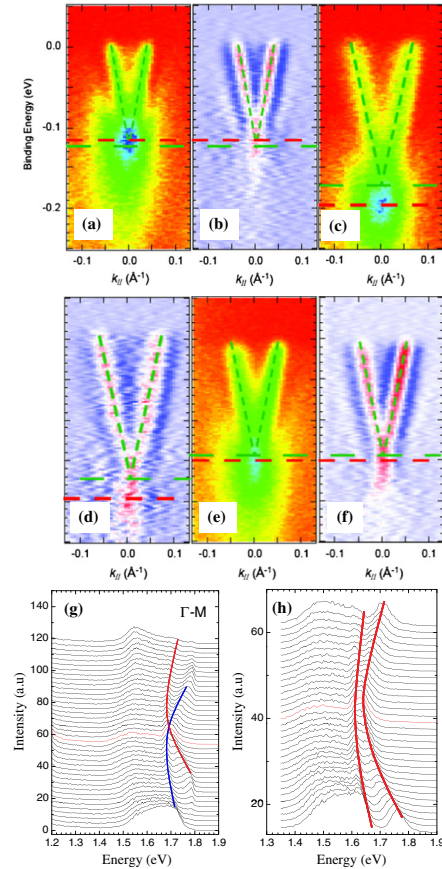 Binding Energy (eV)
0.0
-0.1
-0.2
(a)
(b)
(c)
-0.1 0.0 0.1
-0.1 0.0 0.1
-0.1 0.0 0.1
k// (Å-1)
k// (Å-1)
k// (Å-1)
(d)
(e)
(f)
-0.1 0.0 0.1
-0.1 0.0 0.1
-0.1 0.0 0.1
k// (Å-1)
k// (Å-1)
k// (Å-1)
(g)
Γ-M
Intensity (a.u)
140
120
100
80
60
40
20
0
1.2 1.3 1.4 1.5 1.6 1.7 1.8 1.9
Energy (eV)
(h)
Intensity (a.u)
60
40
20
1.3 1.4 1.5 1.6 1.7 1.8 1.9
Energy (eV)